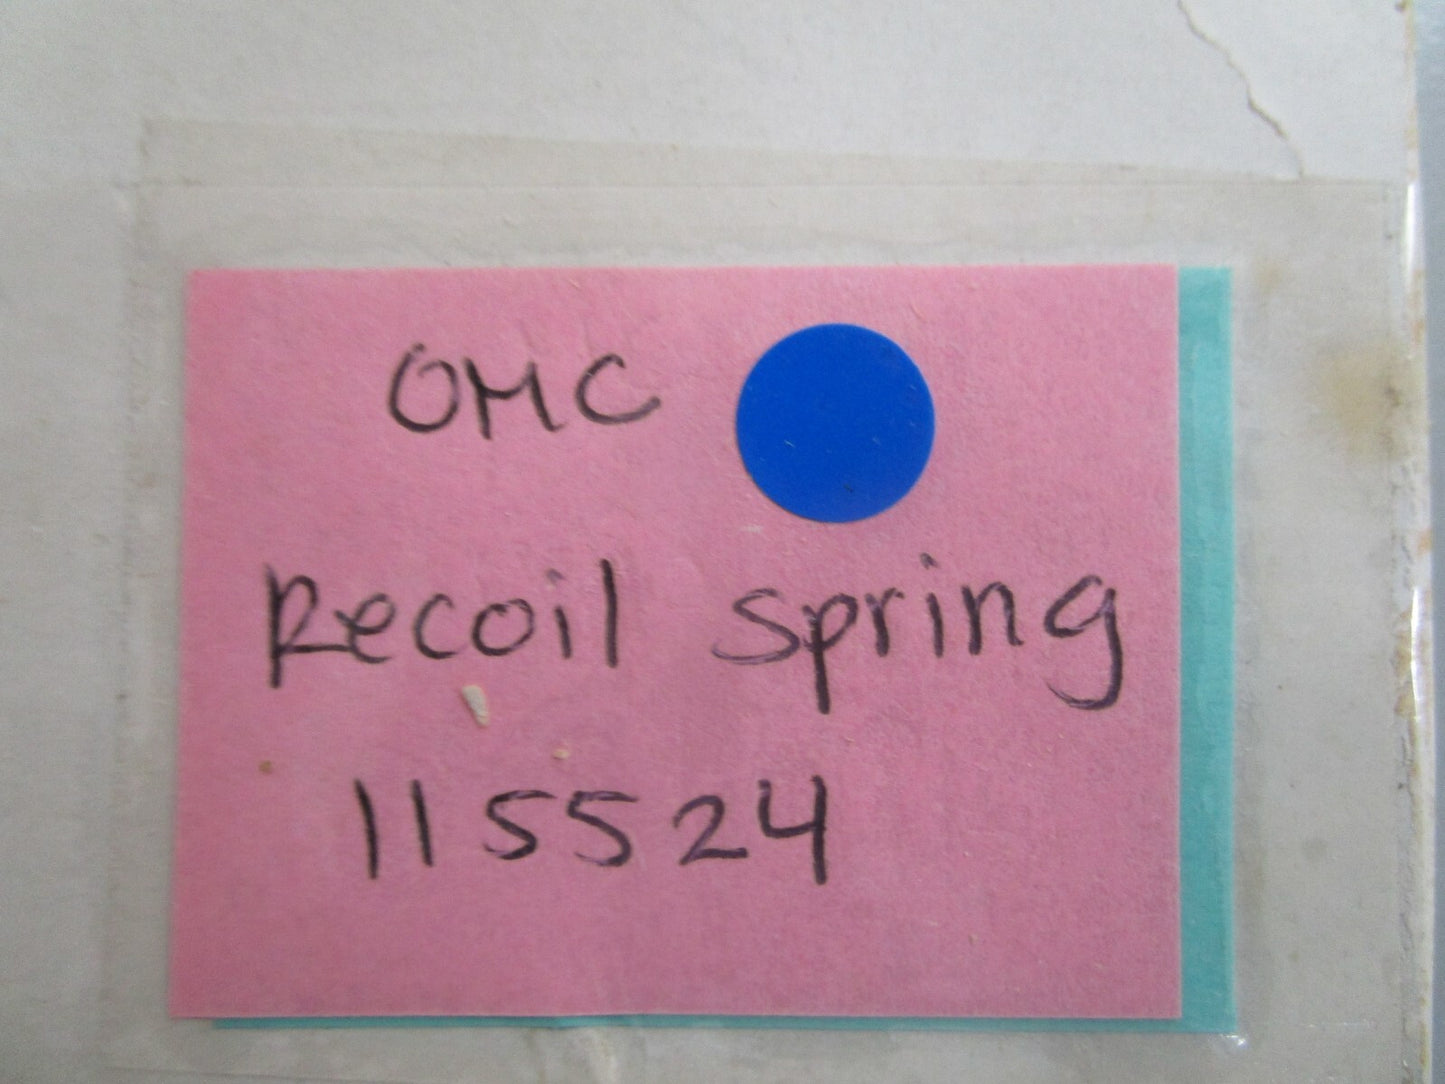 OMC
Recoil spring
115524